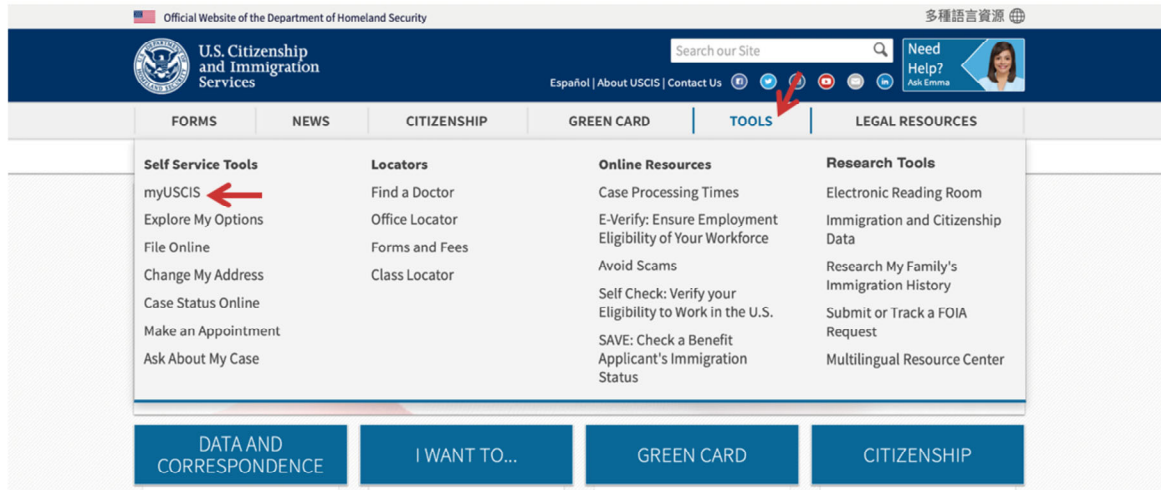 Official Website of the Department of Homeland Security
多種語言資源
U.S. Citizenship
and Immigration
Services
Search our Site
Need
Help?
Ask Emma
Español | About USCIS | Contact Us
FORMS NEWS CITIZENSHIP GREEN CARD TOOLS LEGAL RESOURCES
Self Service Tools
myUSCIS
Explore My Options
File Online
Change My Address
Case Status Online
Make an Appointment
Ask About My Case
Locators
Find a Doctor
Office Locator
Forms and Fees
Class Locator
Online Resources
Case Processing Times
E-Verify: Ensure Employment
Eligibility of Your Workforce
Avoid Scams
Self Check: Verify your
Eligibility to Work in the U.S.
SAVE: Check a Benefit
Applicant's Immigration
Status
Research Tools
Electronic Reading Room
Immigration and Citizenship
Data
Research My Family's
Immigration History
Submit or Track a FOIA
Request
Multilingual Resource Center
DATA AND
CORRESPONDENCE
I WANT TO...
GREEN CARD
CITIZENSHIP